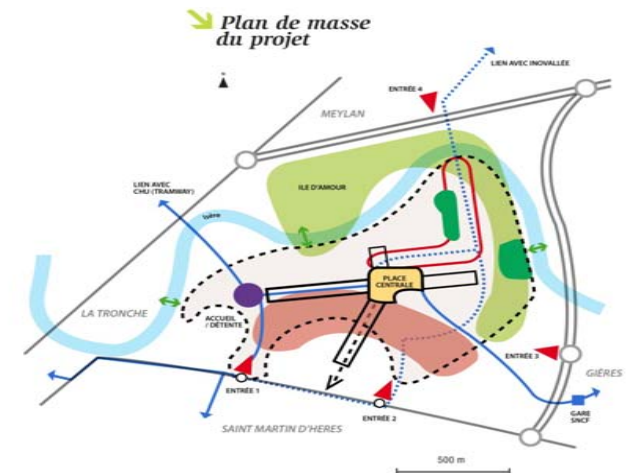 Plan de masse
du projet
LIEN AVEC INOVALLÉE
ENTRÉE 4
MEYLAN
LIEN AVEC
CHU (TRAMWAY)
ILE D'AMOUR
Isère
PLACE
CENTRALE
LA TRONCHE
ACCUEIL
/ DÉTENTE
ENTRÉE 3
GIÈRES
ENTRÉE 1
ENTRÉE 2
GARE
SNCF
SAINT MARTIN D'HERES
500 m